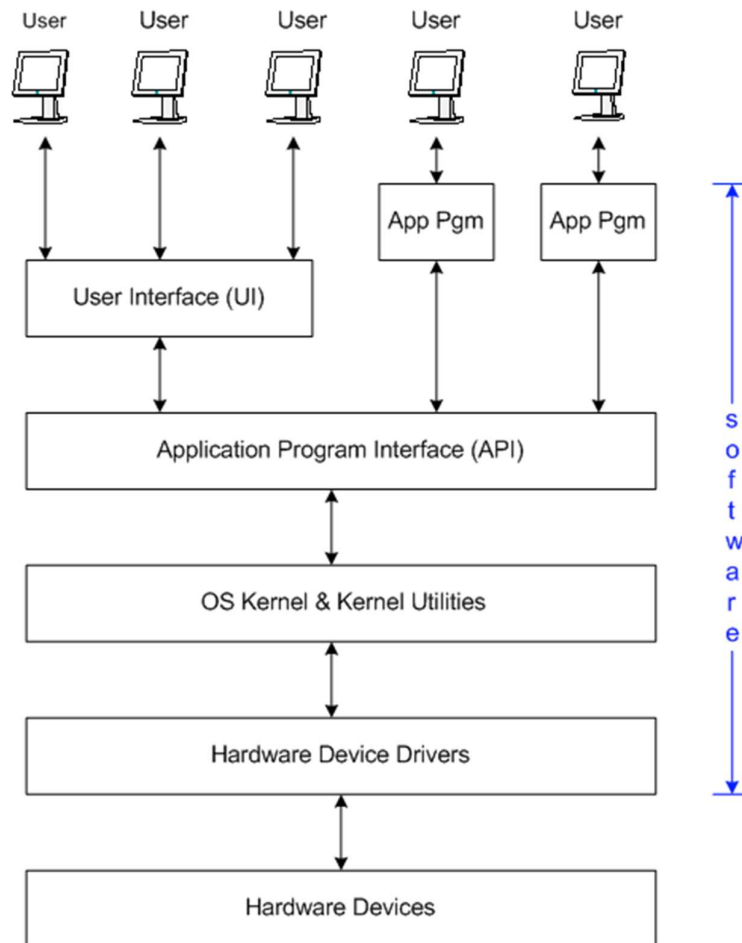 User User User User User
App Pgm App Pgm
User Interface (UI)
Application Program Interface (API)
OS Kernel & Kernel Utilities
Hardware Device Drivers
Hardware Devices
software